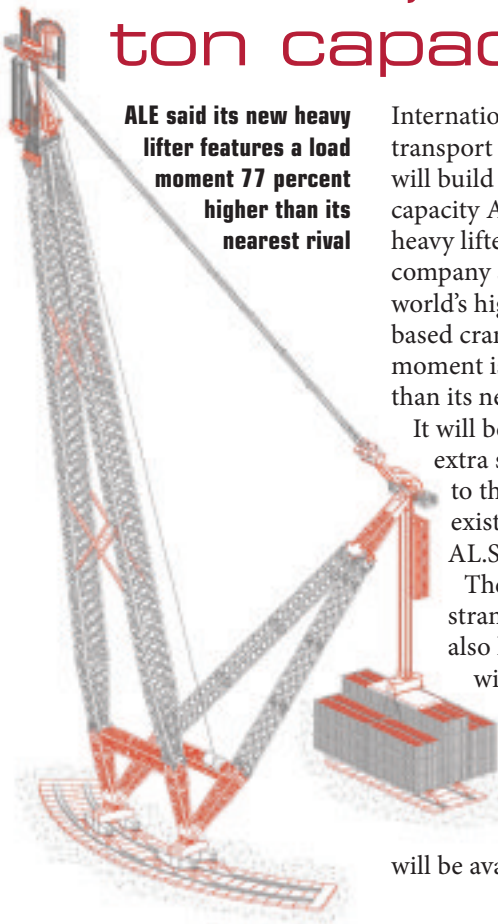 ton capac
ALE said its new heavy
lifter features a load
moment 77 percent
higher than its
nearest rival
Internatio
transport
will build
capacity A
heavy lifte
company
world's hig
based cran
moment is
than its ne
It will be
extra s
to th
exist
AL.S
The
stran
also l
wi
will be ava